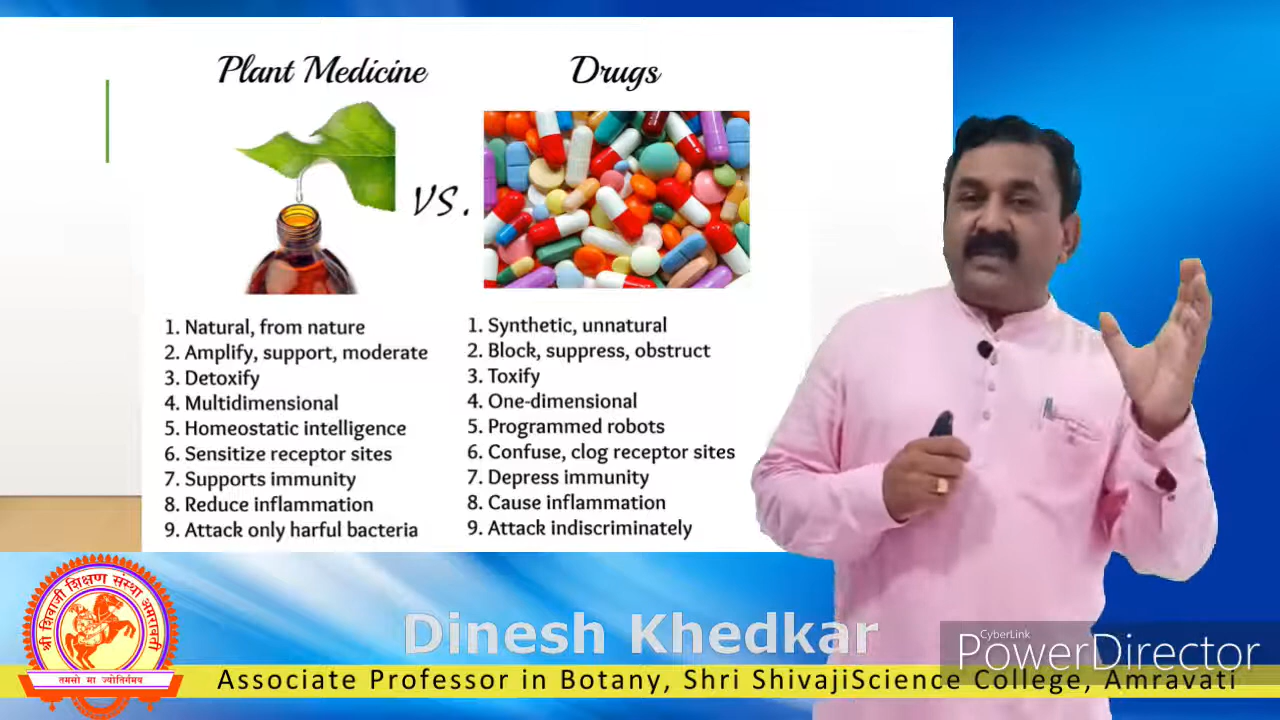 Plant Medicine
Drugs
VS.
1. Natural, from nature
2. Amplify, support, moderate
3. Detoxify
4. Multidimensional
5. Homeostatic intelligence
6. Sensitize receptor sites
7. Supports immunity
8. Reduce inflammation
9. Attack only harful bacteria
1. Synthetic, unnatural
2. Block, suppress, obstruct
3. Toxify
4. One-dimensional
5. Programmed robots
6. Confuse, clog receptor sites
7. Depress immunity
8. Cause inflammation
9. Attack indiscriminately
श्री शिवाजी शिक्षण संस्था अमरावती
तमसो मा ज्योतिर्गमय
Dinesh Khedkar
CyberLink
PowerDirector
Associate Professor in Botany, Shri ShivajiScience College, Amravati